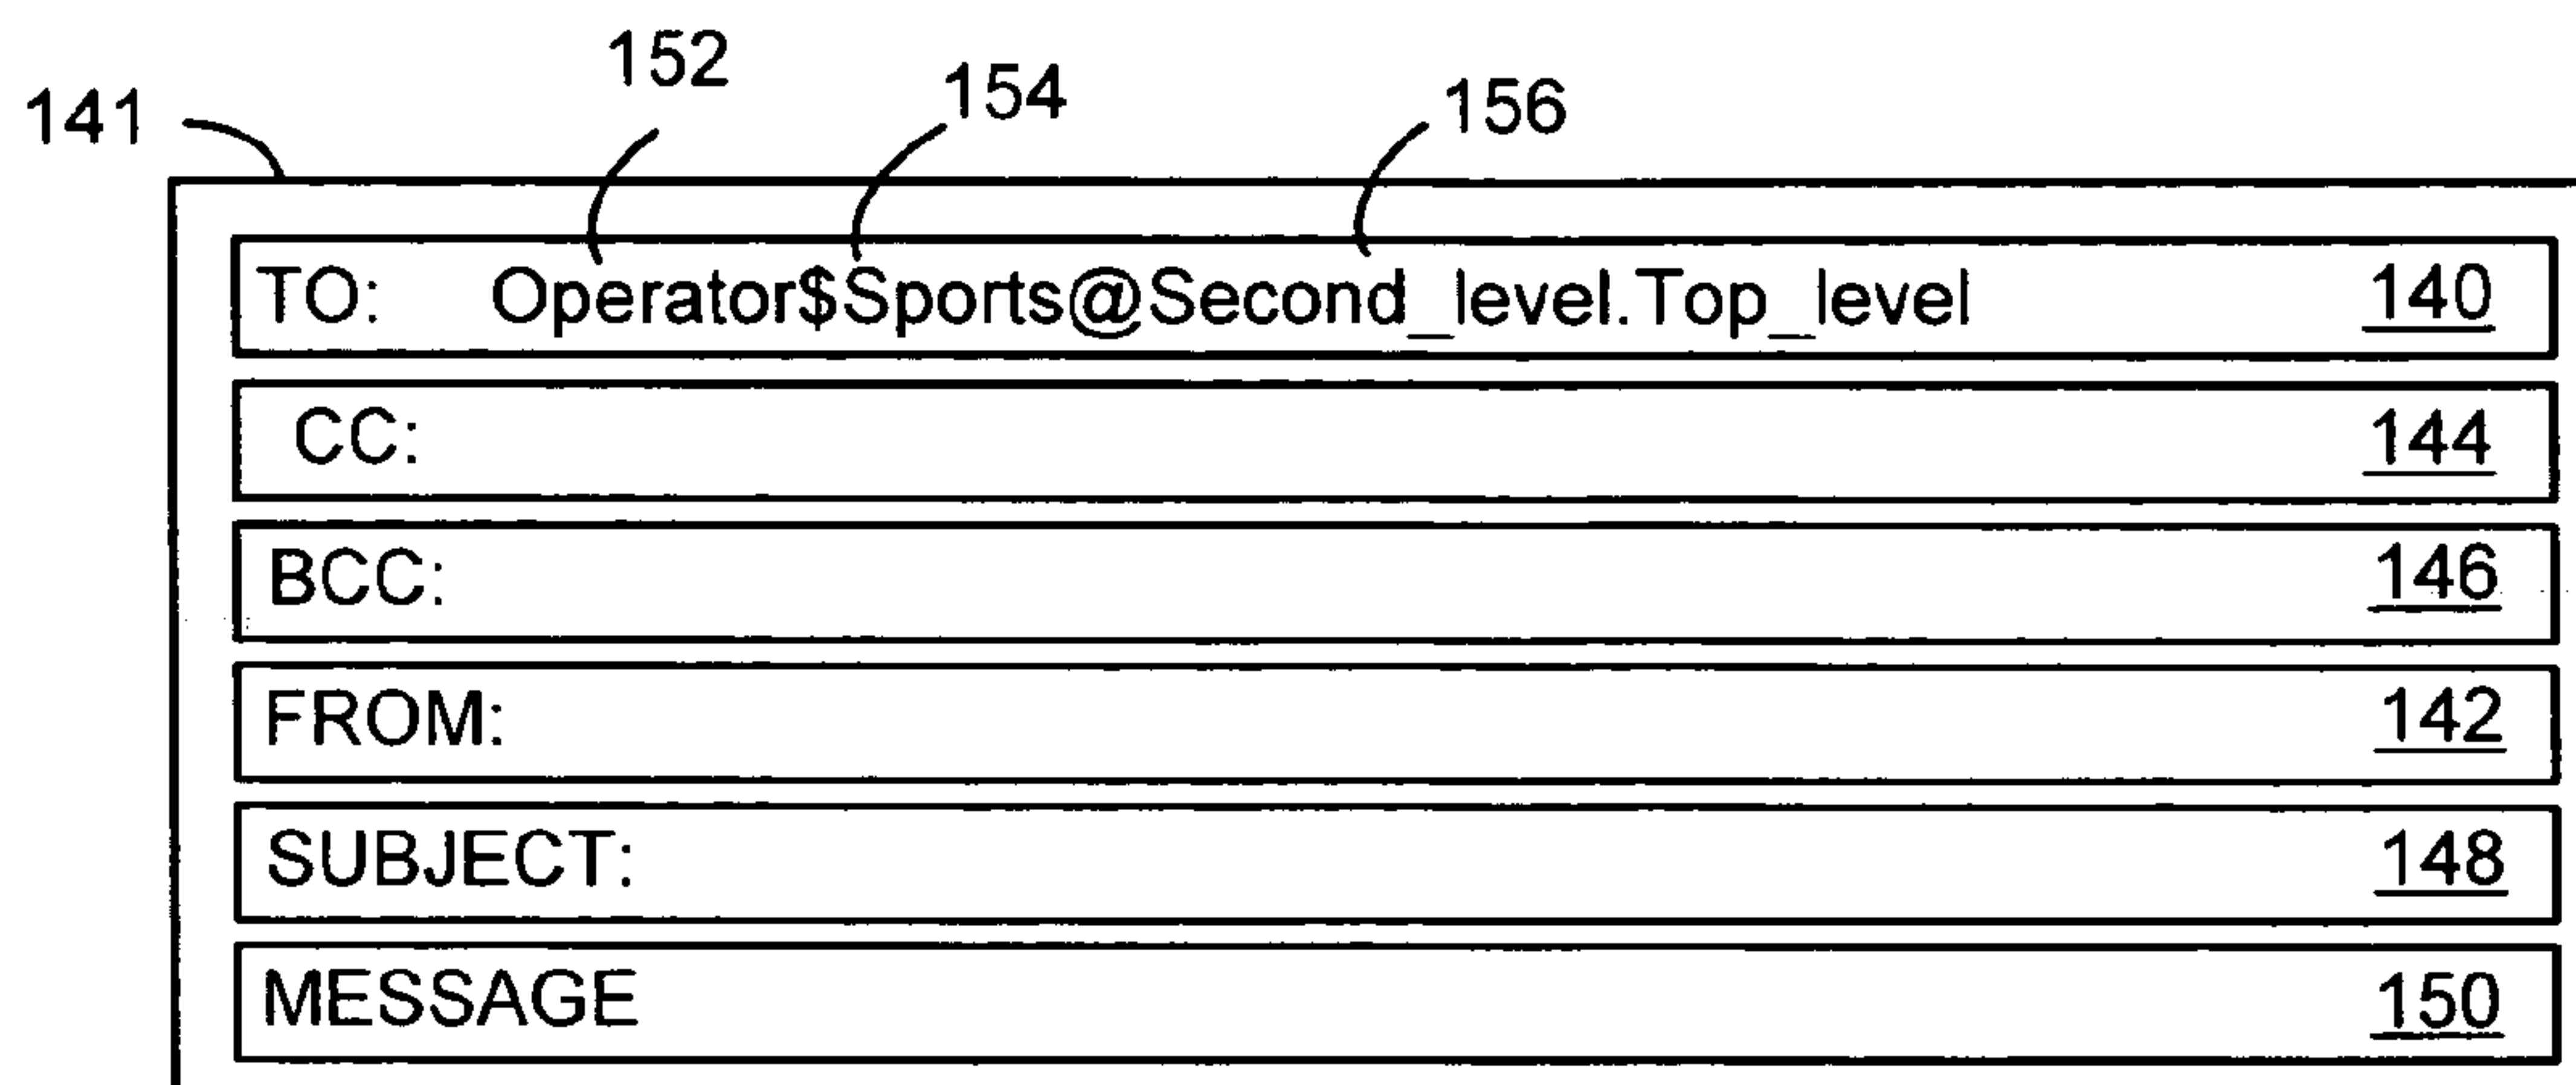 152
154
156
141
TO: Operator$Sports@Second_level.Top_level 140
CC: 144
BCC: 146
FROM: 142
SUBJECT: 148
MESSAGE 150